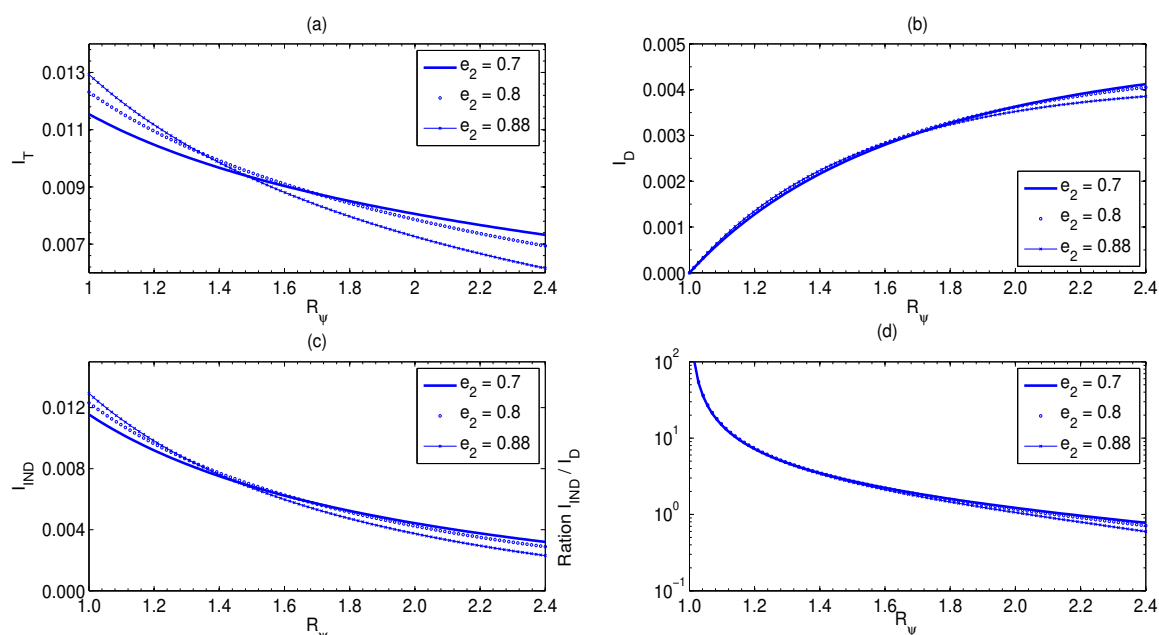 (a)
0.013
0.011
0.009
0.007
I_T
1 1.2 1.4 1.6 1.8 2.0 2.2 2.4
R_ψ
e_2 = 0.7
e_2 = 0.8
e_2 = 0.88
(b)
0.005
0.004
0.003
0.002
0.001
0.000
I_D
1.0 1.2 1.4 1.6 1.8 2.0 2.2 2.4
R_ψ
e_2 = 0.7
e_2 = 0.8
e_2 = 0.88
(c)
0.012
0.008
0.004
0.000
I_IND
1.0 1.2 1.4 1.6 1.8 2.0 2.2 2.4
R_ψ
e_2 = 0.7
e_2 = 0.8
e_2 = 0.88
(d)
10^2
10^1
10^0
10^−1
Ration I_IND / I_D
1.0 1.2 1.4 1.6 1.8 2.0 2.2 2.4
R_ψ
e_2 = 0.7
e_2 = 0.8
e_2 = 0.88